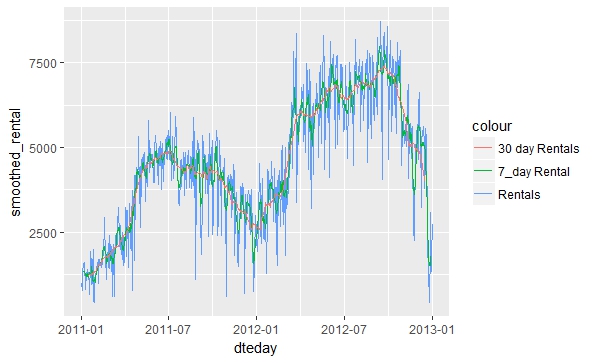 smoothed_rental
7500
5000
2500
2011-01
2011-07
2012-01
2012-07
2013-01
dteday
colour
30 day Rentals
7_day Rental
Rentals